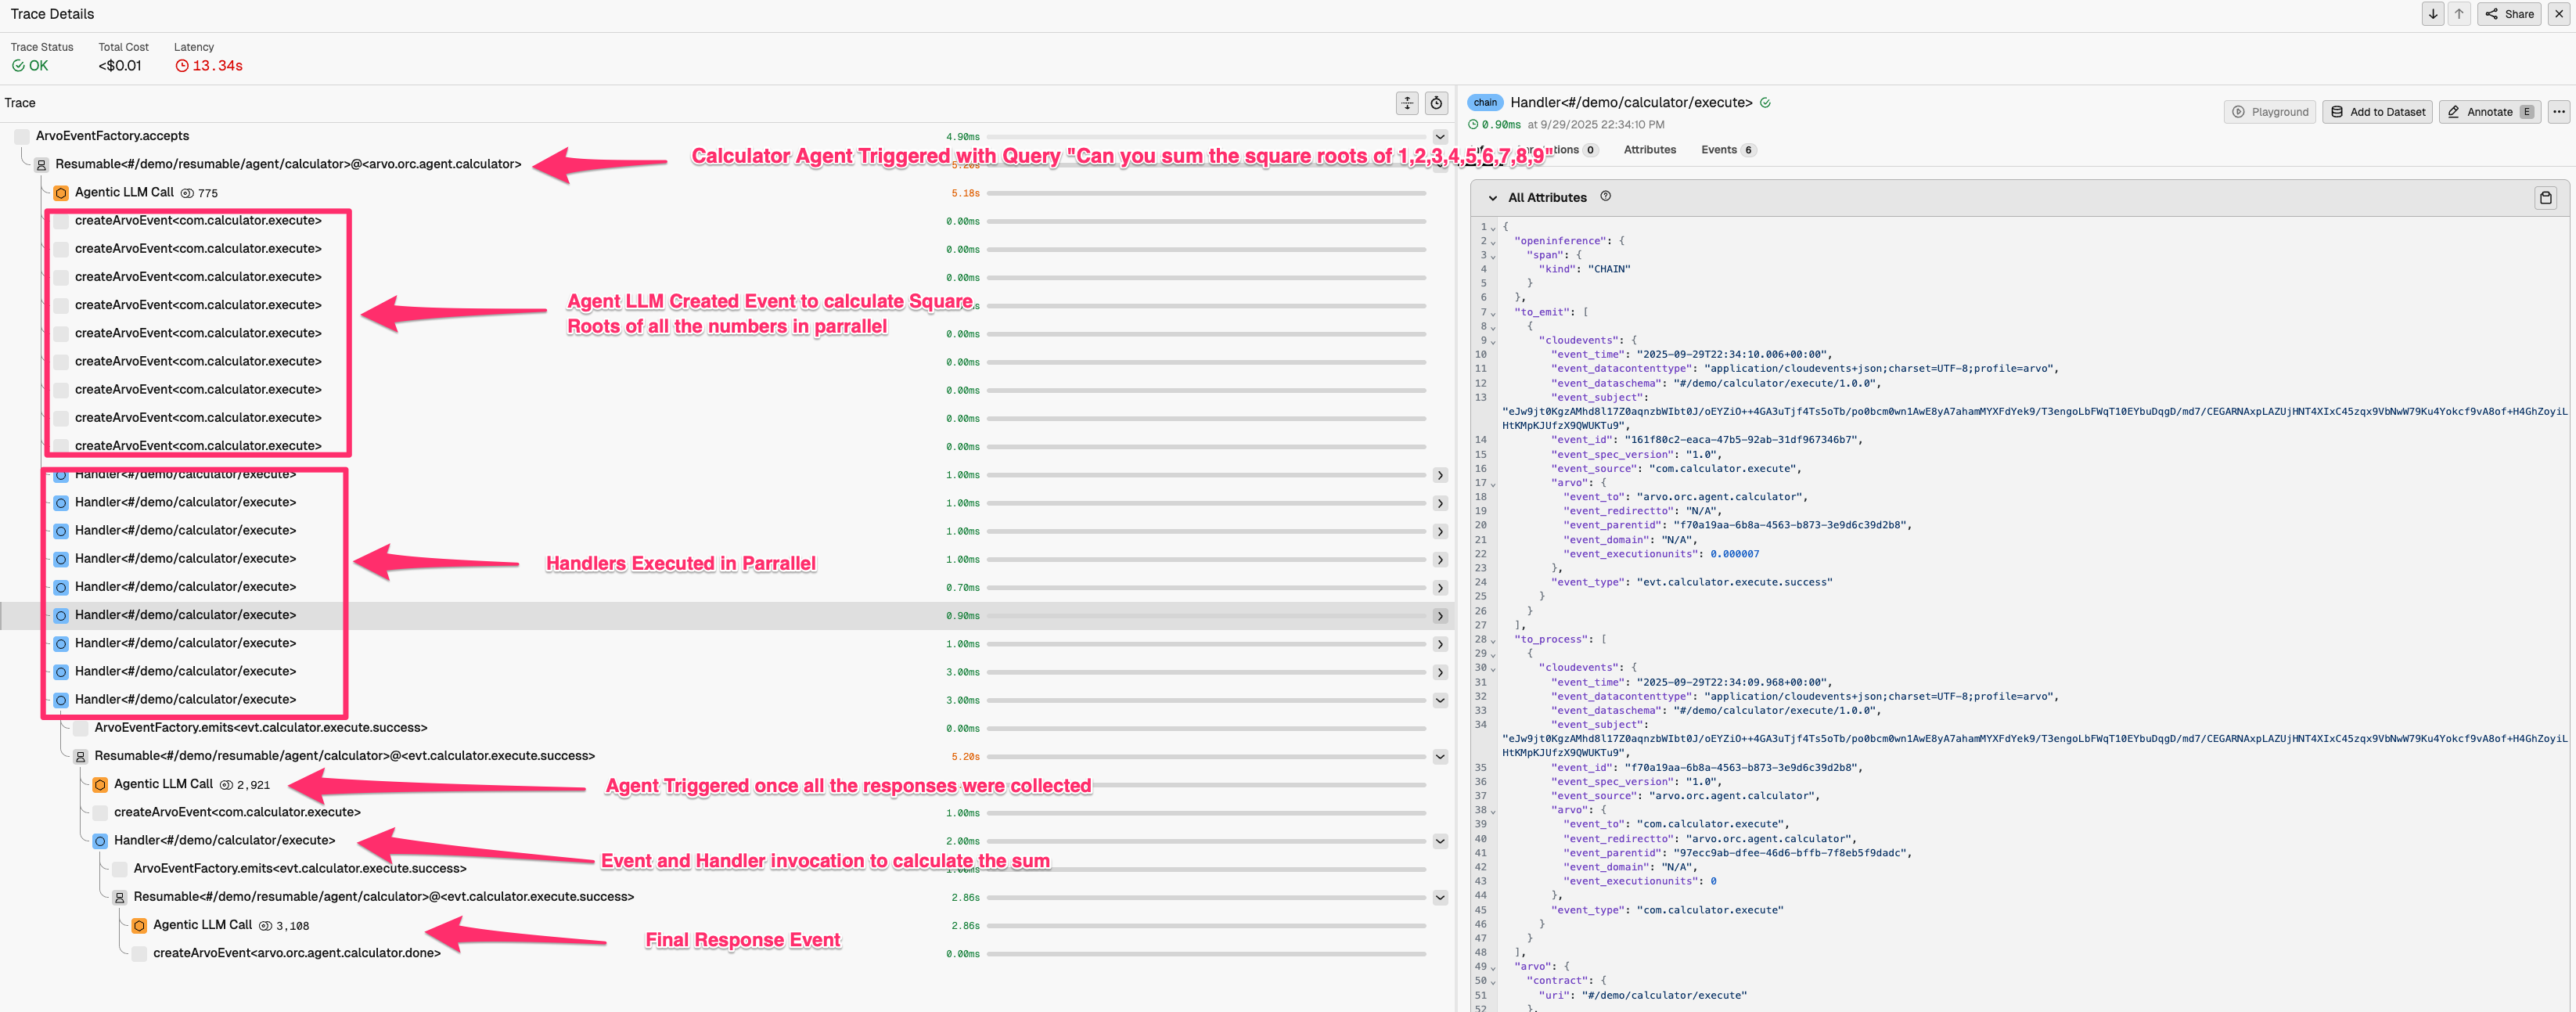 Trace Details
Share
Trace Status Total Cost Latency
OK <$0.01 13.34s
Trace
ArvoEventFactory.accepts 4.90ms
Resumable<#/demo/resumable/agent/calculator>@<arvo.orc.agent.calculator>
Calculator Agent Triggered with Query "Can you sum the square roots of 1,2,3,4,5,6,7,8,9"
Agentic LLM Call 775 5.18s
createArvoEvent<com.calculator.execute> 0.00ms
createArvoEvent<com.calculator.execute> 0.00ms
createArvoEvent<com.calculator.execute> 0.00ms
createArvoEvent<com.calculator.execute>
Agent LLM Created Event to calculate Square
Roots of all the numbers in parrallel
createArvoEvent<com.calculator.execute> 0.00ms
createArvoEvent<com.calculator.execute> 0.00ms
createArvoEvent<com.calculator.execute> 0.00ms
createArvoEvent<com.calculator.execute> 0.00ms
createArvoEvent<com.calculator.execute> 0.00ms
Handler<#/demo/calculator/execute> 1.00ms
Handler<#/demo/calculator/execute> 1.00ms
Handler<#/demo/calculator/execute> 1.00ms
Handler<#/demo/calculator/execute> 1.00ms
Handlers Executed in Parrallel
Handler<#/demo/calculator/execute> 0.70ms
Handler<#/demo/calculator/execute> 0.90ms
Handler<#/demo/calculator/execute> 1.00ms
Handler<#/demo/calculator/execute> 3.00ms
Handler<#/demo/calculator/execute> 3.00ms
ArvoEventFactory.emits<evt.calculator.execute.success> 0.00ms
Resumable<#/demo/resumable/agent/calculator>@<evt.calculator.execute.success> 5.20s
Agentic LLM Call 2,921
Agent Triggered once all the responses were collected
createArvoEvent<com.calculator.execute> 1.00ms
Handler<#/demo/calculator/execute> 2.00ms
Event and Handler invocation to calculate the sum
ArvoEventFactory.emits<evt.calculator.execute.success>
Resumable<#/demo/resumable/agent/calculator>@<evt.calculator.execute.success> 2.86s
Agentic LLM Call 3,108 2.86s
Final Response Event
createArvoEvent<arvo.orc.agent.calculator.done> 0.00ms
chain Handler<#/demo/calculator/execute>
0.90ms at 9/29/2025 22:34:10 PM
Playground Add to Dataset Annotate E
0 Attributes Events 6
All Attributes
1 {
2 "openinference": {
3 "span": {
4 "kind": "CHAIN"
5 }
6 },
7 "to_emit": [
8 {
9 "cloudevents": {
10 "event_time": "2025-09-29T22:34:10.006+00:00",
11 "event_datacontenttype": "application/cloudevents+json;charset=UTF-8;profile=arvo",
12 "event_dataschema": "#/demo/calculator/execute/1.0.0",
13 "event_subject":
"eJw9jt0KgzAMhd8l17Z0aqnzbWIbt0J/oEYZiO++4GA3uTjf4Ts5oTb/po0bcm0wn1AwE8yA7ahamMYXFdYek9/T3engoLbFWqT10EYbuDqgD/md7/CEGARNAxpLAZUjHNT4XIxC45zqx9VbNwW79Ku4Yokcf9vA8of+H4GhZoyiL
HtKMpKJUfzX9QWUKTu9",
14 "event_id": "161f80c2-eaca-47b5-92ab-31df967346b7",
15 "event_spec_version": "1.0",
16 "event_source": "com.calculator.execute",
17 "arvo": {
18 "event_to": "arvo.orc.agent.calculator",
19 "event_redirectto": "N/A",
20 "event_parentid": "f70a19aa-6b8a-4563-b873-3e9d6c39d2b8",
21 "event_domain": "N/A",
22 "event_executionunits": 0.000007
23 },
24 "event_type": "evt.calculator.execute.success"
25 }
26 }
27 ],
28 "to_process": [
29 {
30 "cloudevents": {
31 "event_time": "2025-09-29T22:34:09.968+00:00",
32 "event_datacontenttype": "application/cloudevents+json;charset=UTF-8;profile=arvo",
33 "event_dataschema": "#/demo/calculator/execute/1.0.0",
34 "event_subject":
"eJw9jt0KgzAMhd8l17Z0aqnzbWIbt0J/oEYZiO++4GA3uTjf4Ts5oTb/po0bcm0wn1AwE8yA7ahamMYXFdYek9/T3engoLbFWqT10EYbuDqgD/md7/CEGARNAxpLAZUjHNT4XIxC45zqx9VbNwW79Ku4Yokcf9vA8of+H4GhZoyiL
HtKMpKJUfzX9QWUKTu9",
35 "event_id": "f70a19aa-6b8a-4563-b873-3e9d6c39d2b8",
36 "event_spec_version": "1.0",
37 "event_source": "arvo.orc.agent.calculator",
38 "arvo": {
39 "event_to": "com.calculator.execute",
40 "event_redirectto": "arvo.orc.agent.calculator",
41 "event_parentid": "97ecc9ab-dfee-46d6-bffb-7f8eb5f9dadc",
42 "event_domain": "N/A",
43 "event_executionunits": 0
44 },
45 "event_type": "com.calculator.execute"
46 }
47 }
48 ],
49 "arvo": {
50 "contract": {
51 "uri": "#/demo/calculator/execute"
52 },